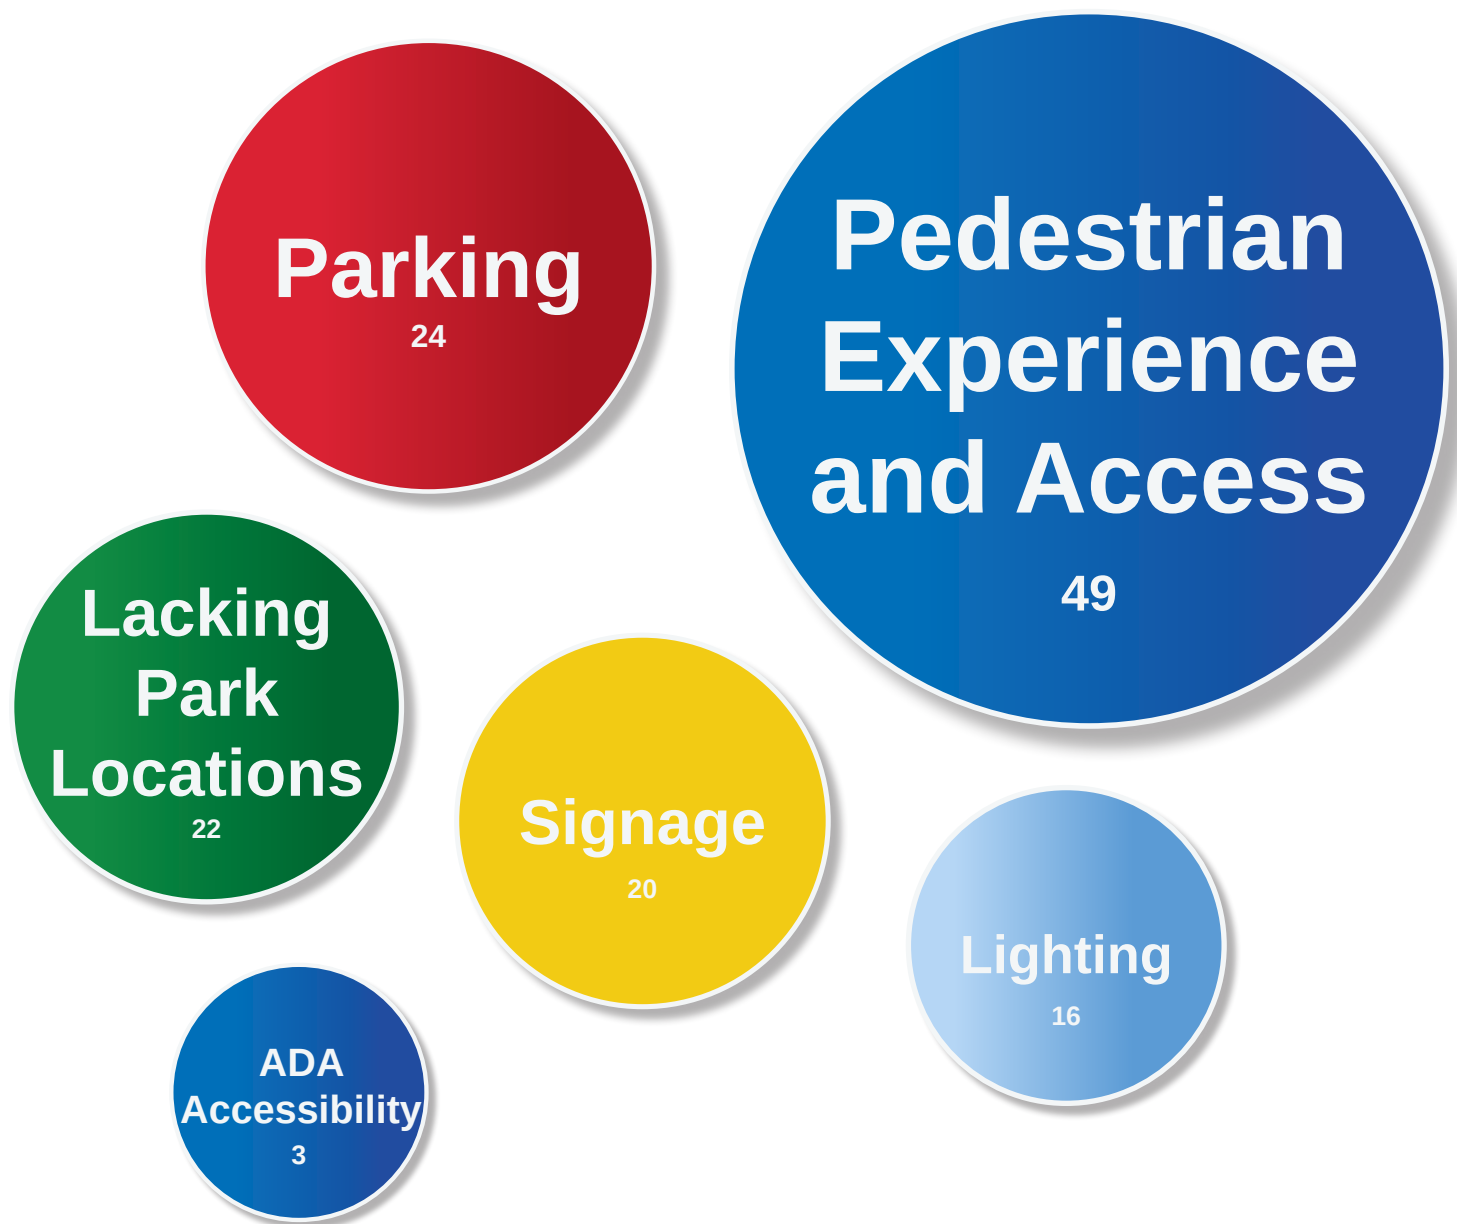 Parking
24
Pedestrian
Experience
and Access
49
Lacking
Park
Locations
22
Signage
20
Lighting
16
ADA
Accessibility
3